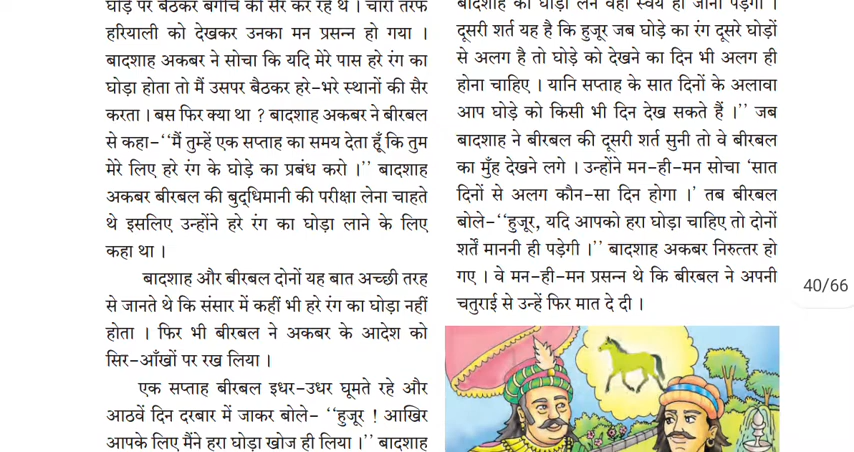 घोड़े पर बैठकर बगीचे की सैर कर रहे थे । चारों तरफ
हरियाली को देखकर उनका मन प्रसन्न हो गया ।
बादशाह अकबर ने सोचा कि यदि मेरे पास हरे रंग का
घोड़ा होता तो मैं उसपर बैठकर हरे-भरे स्थानों की सैर
करता । बस फिर क्या था ? बादशाह अकबर ने बीरबल
से कहा-‘‘मैं तुम्हें एक सप्ताह का समय देता हूँ कि तुम
मेरे लिए हरे रंग के घोड़े का प्रबंध करो ।’’ बादशाह
अकबर बीरबल की बुद्धिमानी की परीक्षा लेना चाहते
थे इसलिए उन्होंने हरे रंग का घोड़ा लाने के लिए
कहा था ।
बादशाह और बीरबल दोनों यह बात अच्छी तरह
से जानते थे कि संसार में कहीं भी हरे रंग का घोड़ा नहीं
होता । फिर भी बीरबल ने अकबर के आदेश को
सिर-आँखों पर रख लिया ।
एक सप्ताह बीरबल इधर-उधर घूमते रहे और
आठवें दिन दरबार में जाकर बोले- ‘‘हुजूर ! आखिर
आपके लिए मैंने हरा घोड़ा खोज ही लिया ।’’ बादशाह
बादशाह को घोड़ा लेने वहाँ स्वयं ही जाना पड़ेगा ।
दूसरी शर्त यह है कि हुजूर जब घोड़े का रंग दूसरे घोड़ों
से अलग है तो घोड़े को देखने का दिन भी अलग ही
होना चाहिए । यानि सप्ताह के सात दिनों के अलावा
आप घोड़े को किसी भी दिन देख सकते हैं ।’’ जब
बादशाह ने बीरबल की दूसरी शर्त सुनी तो वे बीरबल
का मुँह देखने लगे । उन्होंने मन-ही-मन सोचा ‘सात
दिनों से अलग कौन-सा दिन होगा ।’ तब बीरबल
बोले-‘‘हुजूर, यदि आपको हरा घोड़ा चाहिए तो दोनों
शर्तें माननी ही पड़ेगी ।’’ बादशाह अकबर निरुत्तर हो
गए । वे मन-ही-मन प्रसन्न थे कि बीरबल ने अपनी
चतुराई से उन्हें फिर मात दे दी ।
40/66